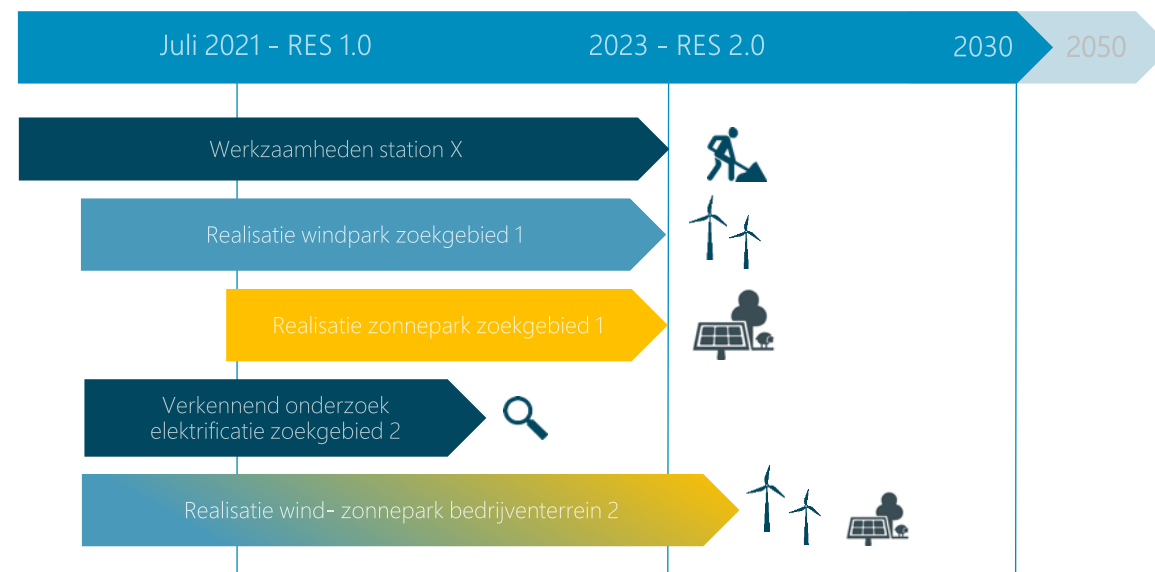 Juli 2021 - RES 1.0
2023 - RES 2.0
2030
2050
Werkzaamheden station X
Realisatie windpark zoekgebied 1
Realisatie zonnepark zoekgebied 1
Verkennend onderzoek
elektrificatie zoekgebied 2
Realisatie wind- zonnepark bedrijventerrein 2